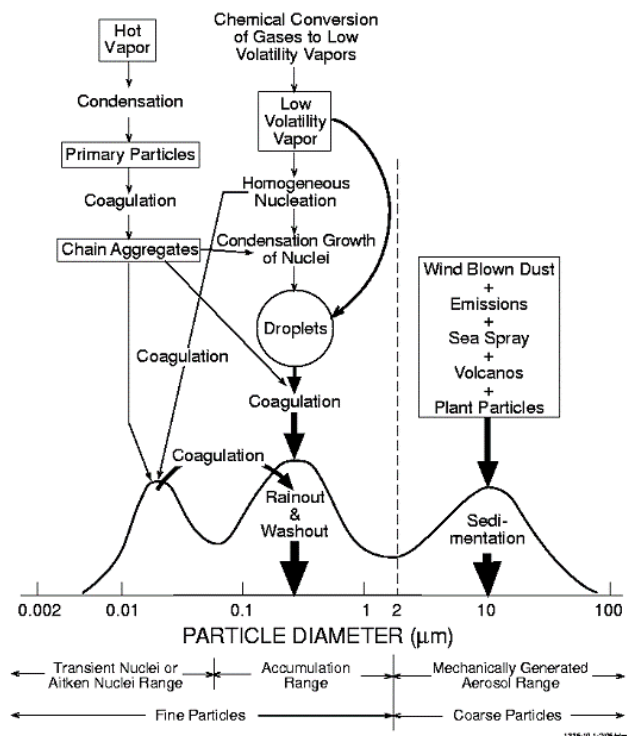 Hot
Vapor
Condensation
Primary Particles
Coagulation
Chain Aggregates
Chemical Conversion
of Gases to Low
Volatility Vapors
Low
Volatility
Vapor
Homogeneous
Nucleation
Condensation Growth
of Nuclei
Droplets
Coagulation
Coagulation
Coagulation
Rainout
&
Washout
Wind Blown Dust
+
Emissions
+
Sea Spray
+
Volcanos
+
Plant Particles
Sedi-
mentation
0.002 0.01 0.1 1 2 10 100
PARTICLE DIAMETER (μm)
Transient Nuclei or
Aitken Nuclei Range
Accumulation
Range
Mechanically Generated
Aerosol Range
Fine Particles
Coarse Particles